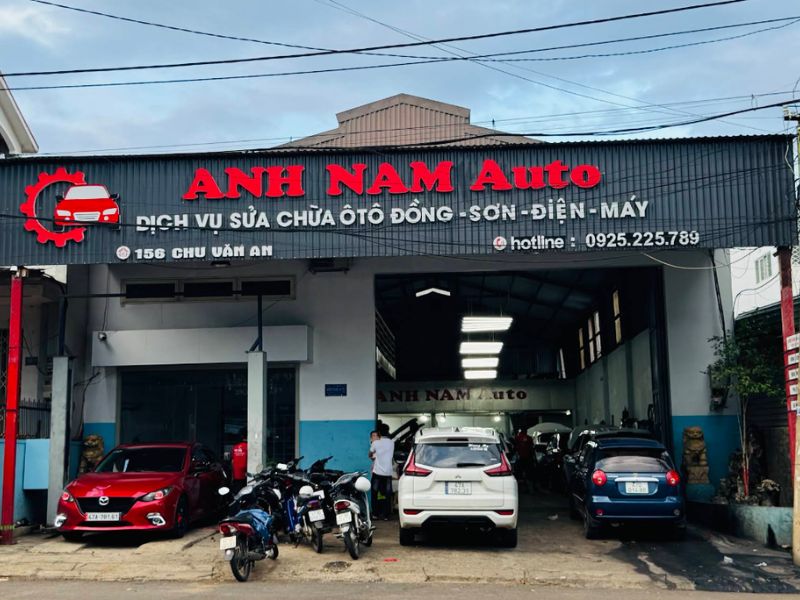 ANH NAM Auto
DỊCH VỤ SỬA CHỮA ÔTÔ ĐỒNG - SƠN - ĐIỆN - MÁY
156 CHU VĂN AN
hotline : 0925.225.789
ANH NAM Auto